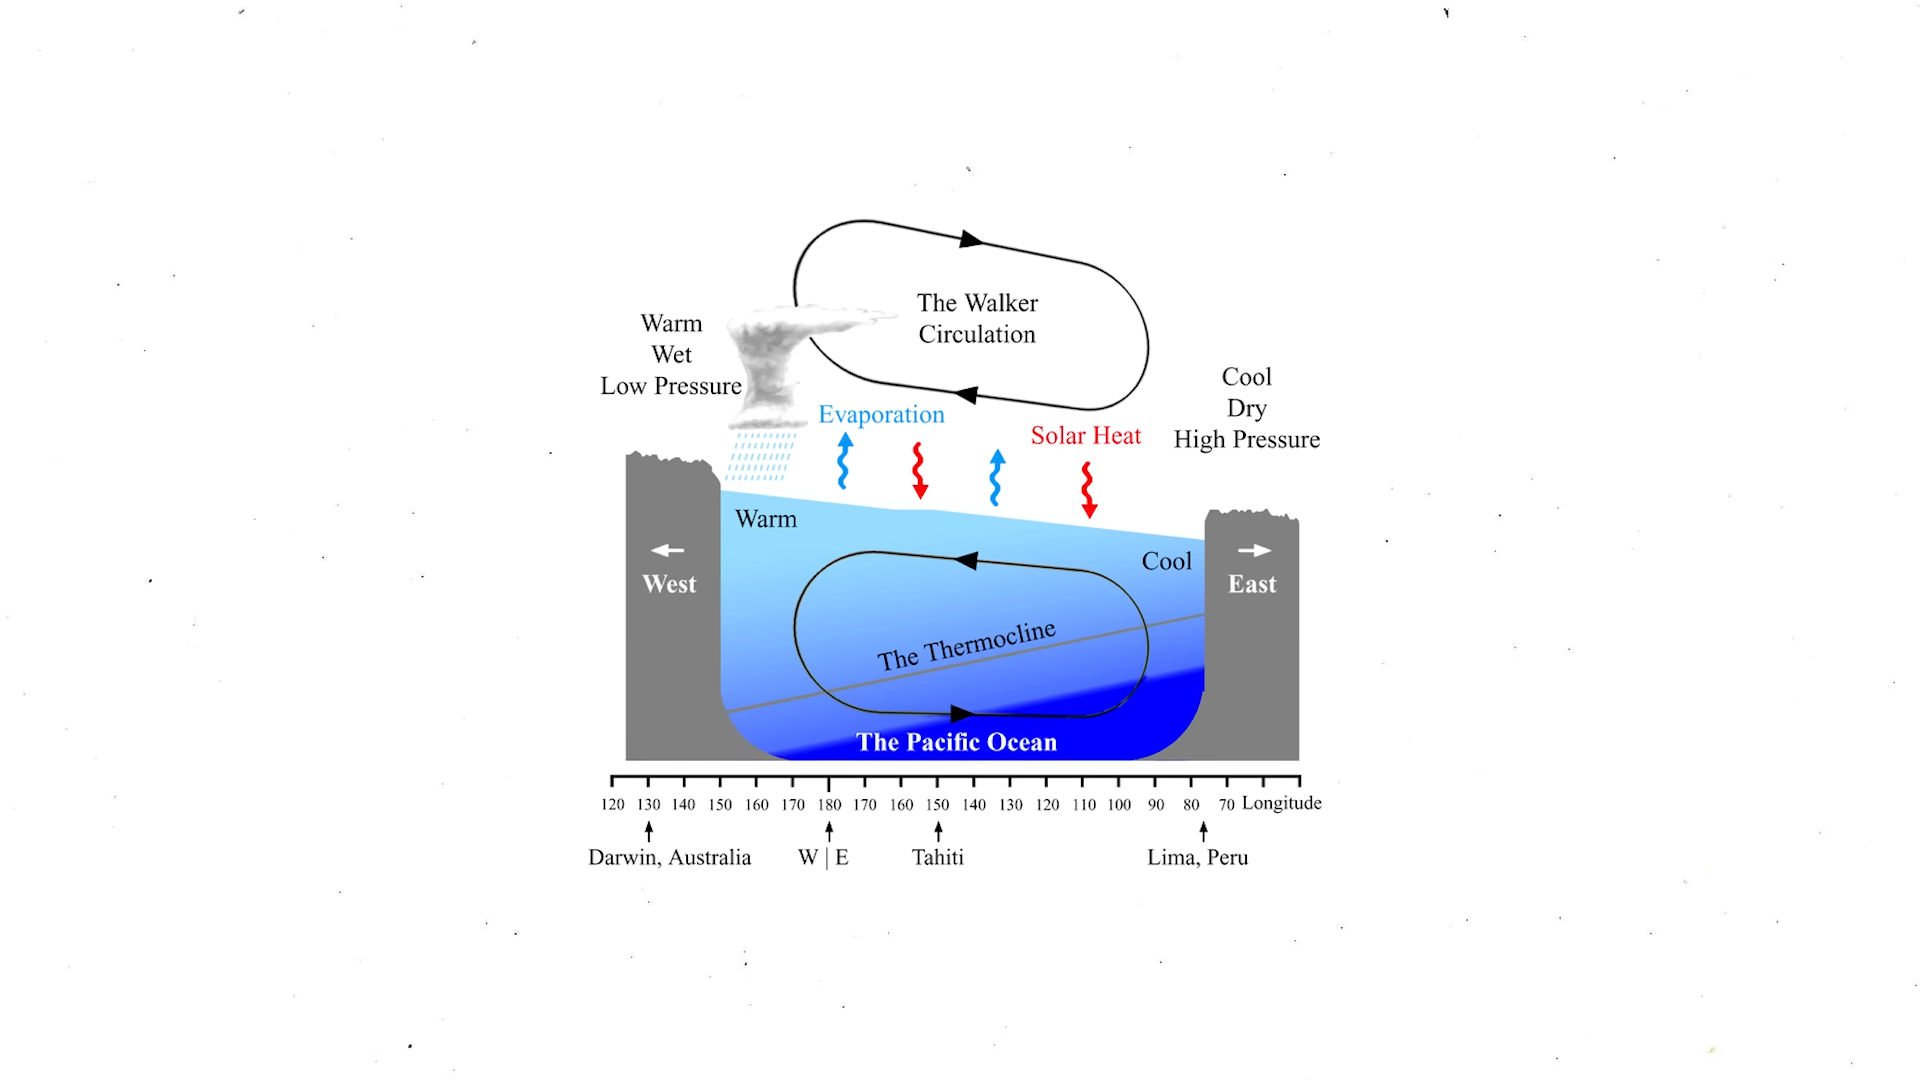 The Walker
Circulation
Warm
Wet
Low Pressure
Cool
Dry
High Pressure
Evaporation
Solar Heat
Warm
Cool
West
East
The Thermocline
The Pacific Ocean
120 130 140 150 160 170 180 170 160 150 140 130 120 110 100 90 80 70 Longitude
Darwin, Australia
W | E
Tahiti
Lima, Peru